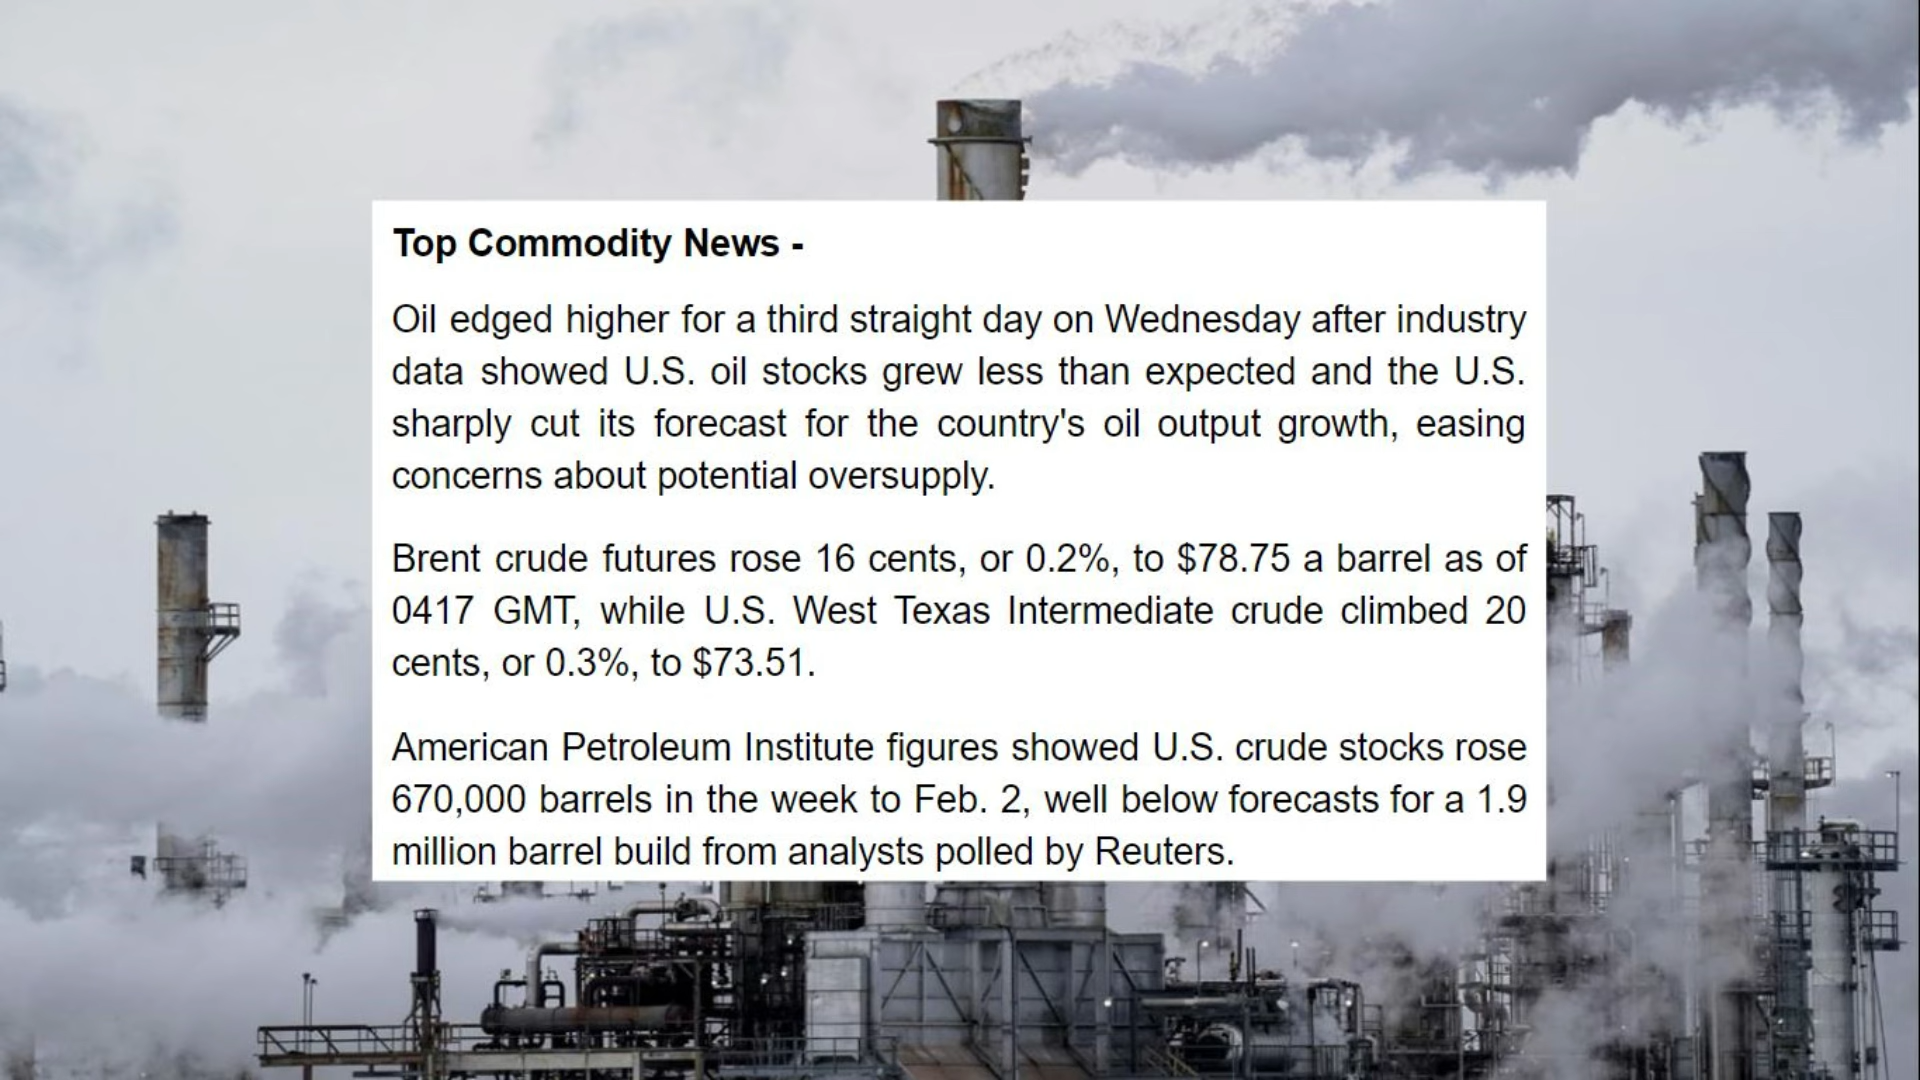 Top Commodity News -
Oil edged higher for a third straight day on Wednesday after industry
data showed U.S. oil stocks grew less than expected and the U.S.
sharply cut its forecast for the country's oil output growth, easing
concerns about potential oversupply.
Brent crude futures rose 16 cents, or 0.2%, to $78.75 a barrel as of
0417 GMT, while U.S. West Texas Intermediate crude climbed 20
cents, or 0.3%, to $73.51.
American Petroleum Institute figures showed U.S. crude stocks rose
670,000 barrels in the week to Feb. 2, well below forecasts for a 1.9
million barrel build from analysts polled by Reuters.